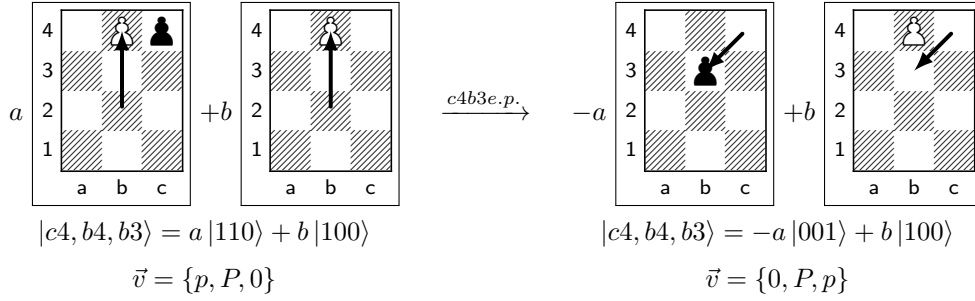 4 4 4 4
3 3 3 3
a +b c4b3e.p. −a +b
2 2 2 2
1 1 1 1
a b c a b c a b c a b c
|c4, b4, b3⟩ = a |110⟩ + b |100⟩ |c4, b4, b3⟩ = −a |001⟩ + b |100⟩
v⃗ = {p, P, 0} v⃗ = {0, P, p}